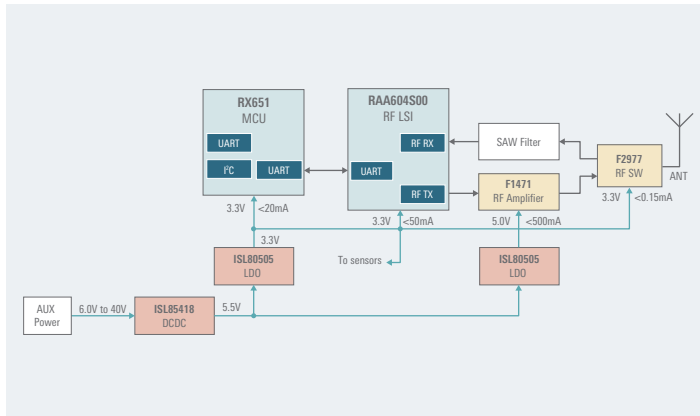 RX651
MCU
UART
I²C
UART
RAA604S00
RF LSI
RF RX
UART
RF TX
SAW Filter
F1471
RF Amplifier
F2977
RF SW
ANT
3.3V <20mA
3.3V <50mA
5.0V <500mA
3.3V <0.15mA
3.3V
To sensors
ISL80505
LDO
ISL80505
LDO
AUX
Power
6.0V to 40V
ISL85418
DCDC
5.5V